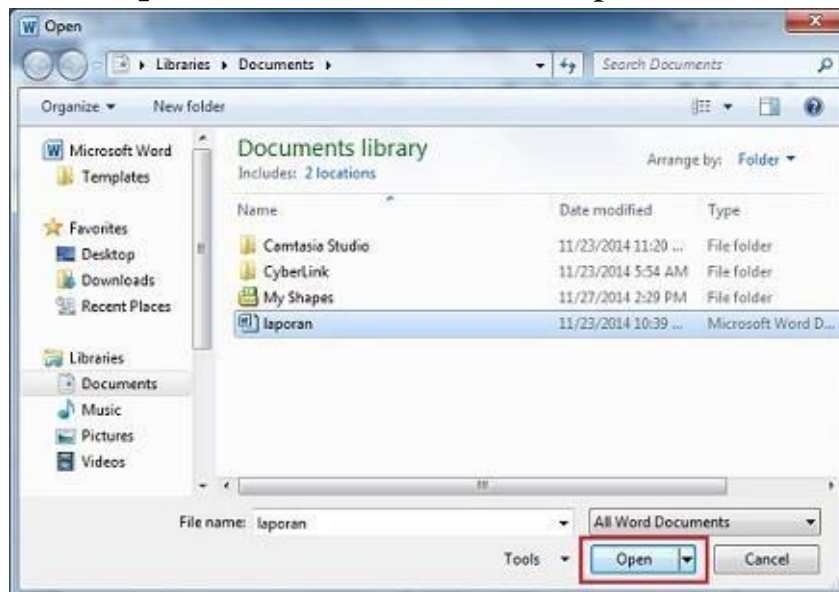 Open
Libraries Documents
Search Documents
Organize New folder
Microsoft Word
Templates
Favorites
Desktop
Downloads
Recent Places
Libraries
Documents
Music
Pictures
Videos
Documents library
Includes: 2 locations
Arrange by: Folder
Name Date modified Type
Camtasia Studio 11/23/2014 11:20 ... File folder
CyberLink 11/23/2014 5:54 AM File folder
My Shapes 11/27/2014 2:29 PM File folder
laporan 11/23/2014 10:39 ... Microsoft Word D...
File name: laporan All Word Documents
Tools Open Cancel